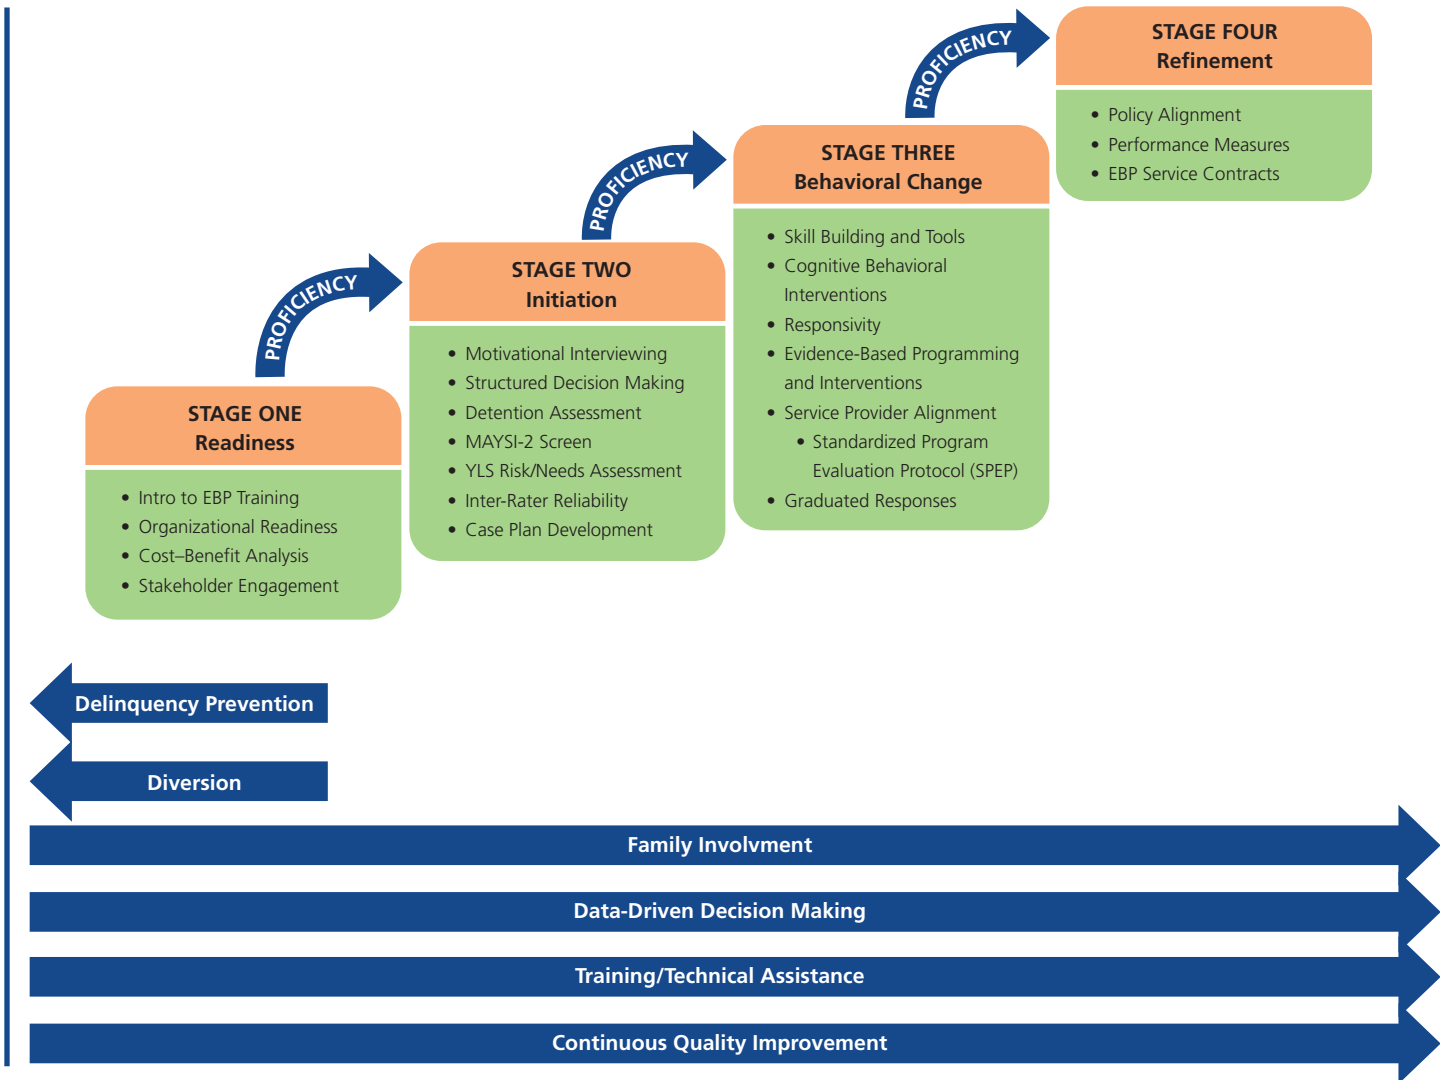 STAGE ONE
Readiness
• Intro to EBP Training
• Organizational Readiness
• Cost–Benefit Analysis
• Stakeholder Engagement
PROFICIENCY
STAGE TWO
Initiation
• Motivational Interviewing
• Structured Decision Making
• Detention Assessment
• MAYSI-2 Screen
• YLS Risk/Needs Assessment
• Inter-Rater Reliability
• Case Plan Development
PROFICIENCY
STAGE THREE
Behavioral Change
• Skill Building and Tools
• Cognitive Behavioral
Interventions
• Responsivity
• Evidence-Based Programming
and Interventions
• Service Provider Alignment
• Standardized Program
Evaluation Protocol (SPEP)
• Graduated Responses
PROFICIENCY
STAGE FOUR
Refinement
• Policy Alignment
• Performance Measures
• EBP Service Contracts
Delinquency Prevention
Diversion
Family Involvment
Data-Driven Decision Making
Training/Technical Assistance
Continuous Quality Improvement